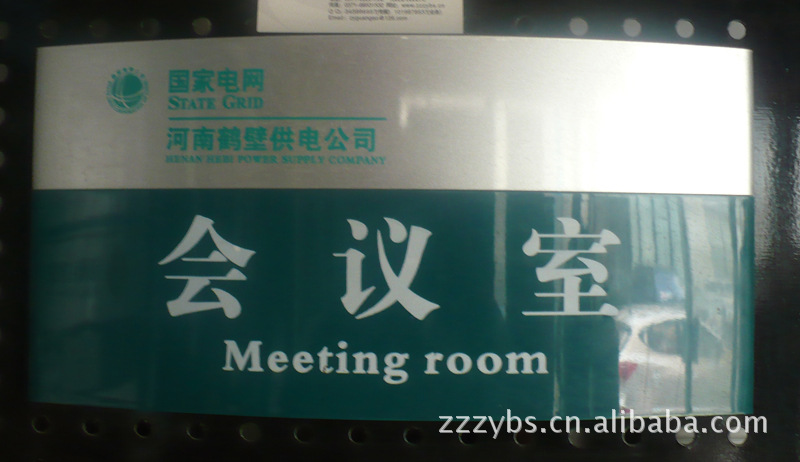 国家电网
STATE GRID
河南鹤壁供电公司
HENAN HEBI POWER SUPPLY COMPANY
会议室
Meeting room
zzzybs.cn.alibaba.com